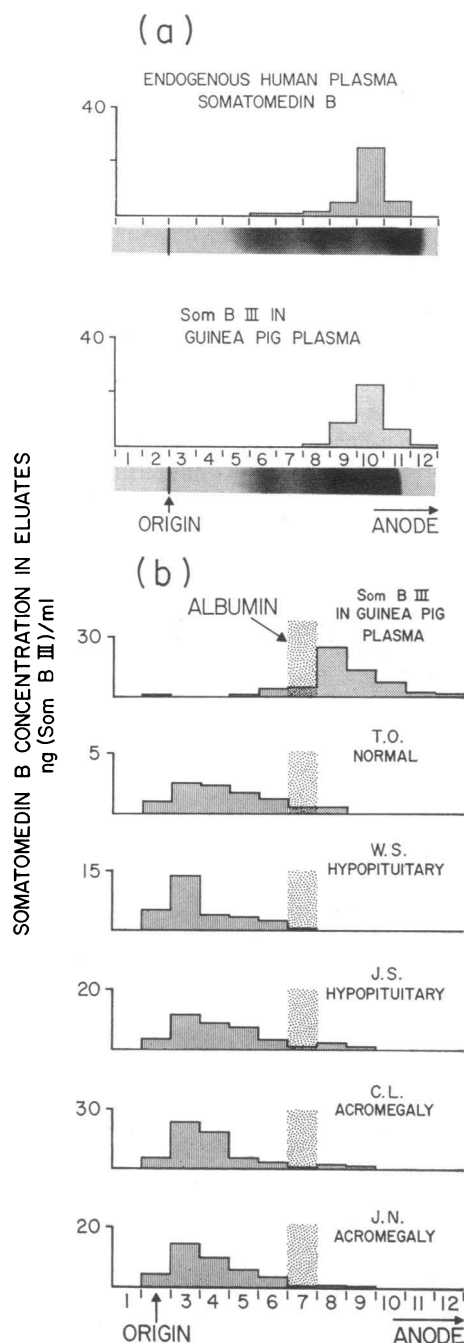 (a)
ENDOGENOUS HUMAN PLASMA
SOMATOMEDIN B
40
Som B III IN
GUINEA PIG PLASMA
40
1 2 3 4 5 6 7 8 9 10 11 12
ORIGIN
ANODE
SOMATOMEDIN B CONCENTRATION IN ELUATES
ng (Som B III)/ml
(b)
Som B III
IN GUINEA PIG
PLASMA
ALBUMIN
30
T.O.
NORMAL
5
W.S.
HYPOPITUITARY
15
J.S.
HYPOPITUITARY
20
C.L.
ACROMEGALY
30
J.N.
ACROMEGALY
20
1 3 4 5 6 7 8 9 10 11 12
ORIGIN
ANODE